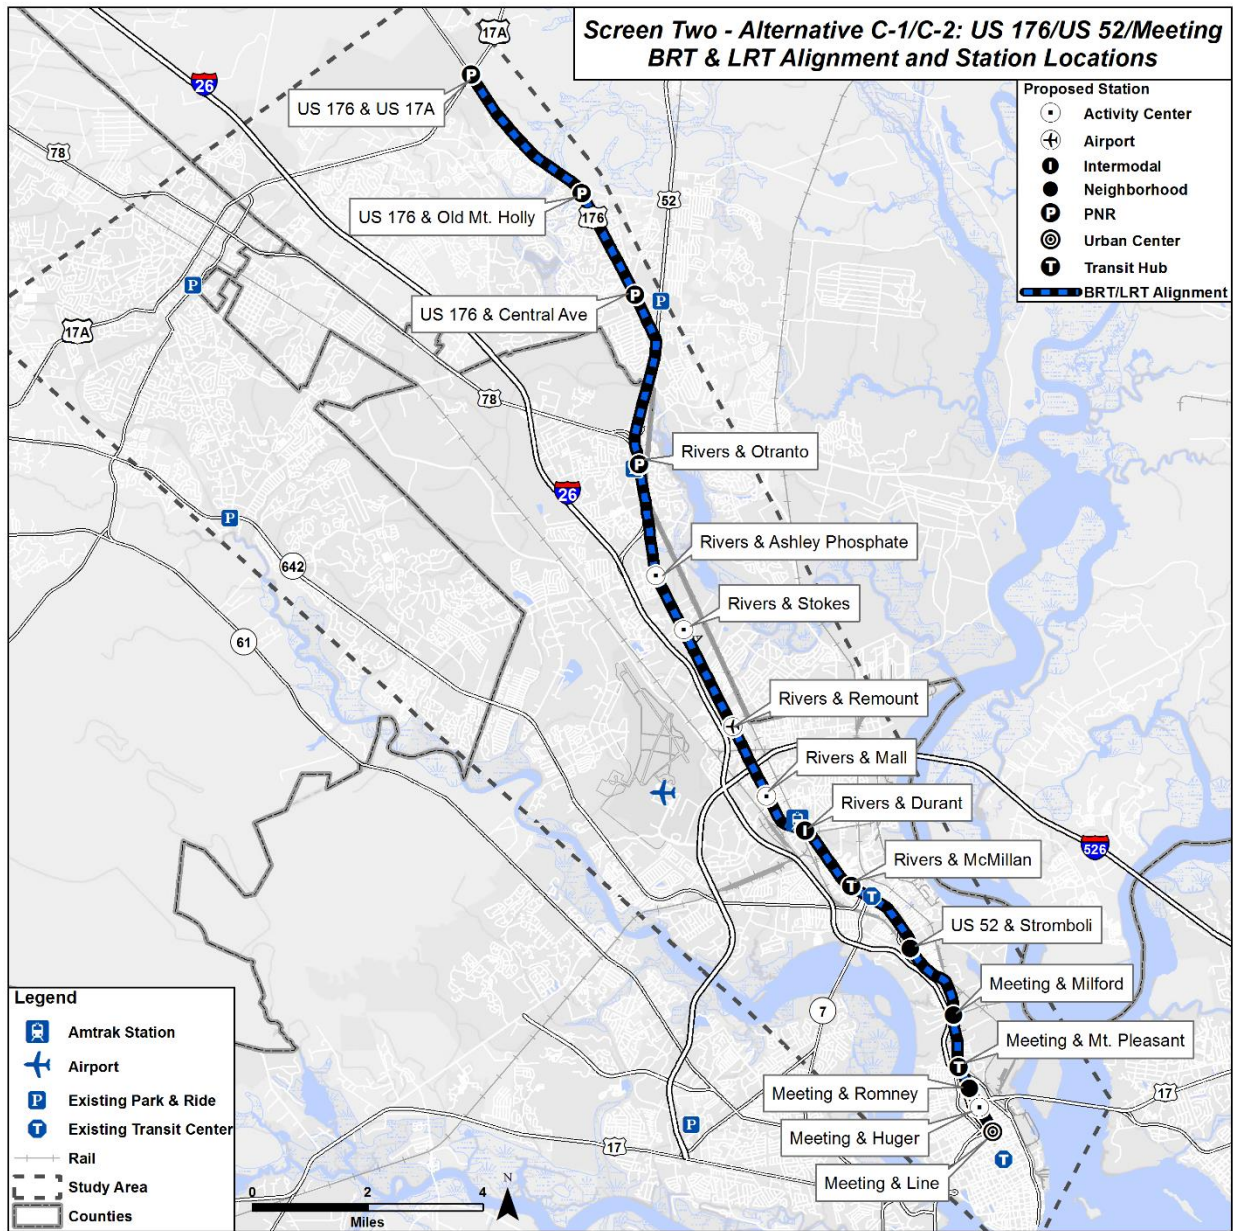 Screen Two - Alternative C-1/C-2: US 176/US 52/Meeting
BRT & LRT Alignment and Station Locations
Proposed Station
Activity Center
Airport
I
Intermodal
Neighborhood
P
PNR
Urban Center
T
Transit Hub
BRT/LRT Alignment
17A
26
P
US 176 & US 17A
78
52
P
US 176 & Old Mt. Holly
176
P
P
P
US 176 & Central Ave
17A
78
Rivers & Otranto
P
26
P
Rivers & Ashley Phosphate
642
Rivers & Stokes
61
Rivers & Remount
Rivers & Mall
Rivers & Durant
I
526
Rivers & McMillan
T
T
US 52 & Stromboli
Meeting & Milford
7
Meeting & Mt. Pleasant
T
Meeting & Romney
17
P
Meeting & Huger
17
T
Meeting & Line
Legend
Amtrak Station
Airport
P
Existing Park & Ride
T
Existing Transit Center
Rail
Study Area
Counties
0 2 4
Miles
N